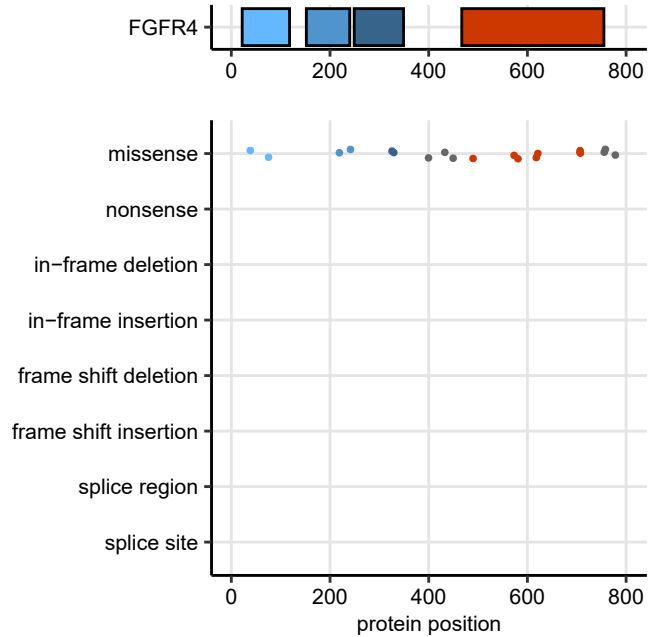 FGFR4
0 200 400 600 800
missense
nonsense
in−frame deletion
in−frame insertion
frame shift deletion
frame shift insertion
splice region
splice site
0 200 400 600 800
protein position